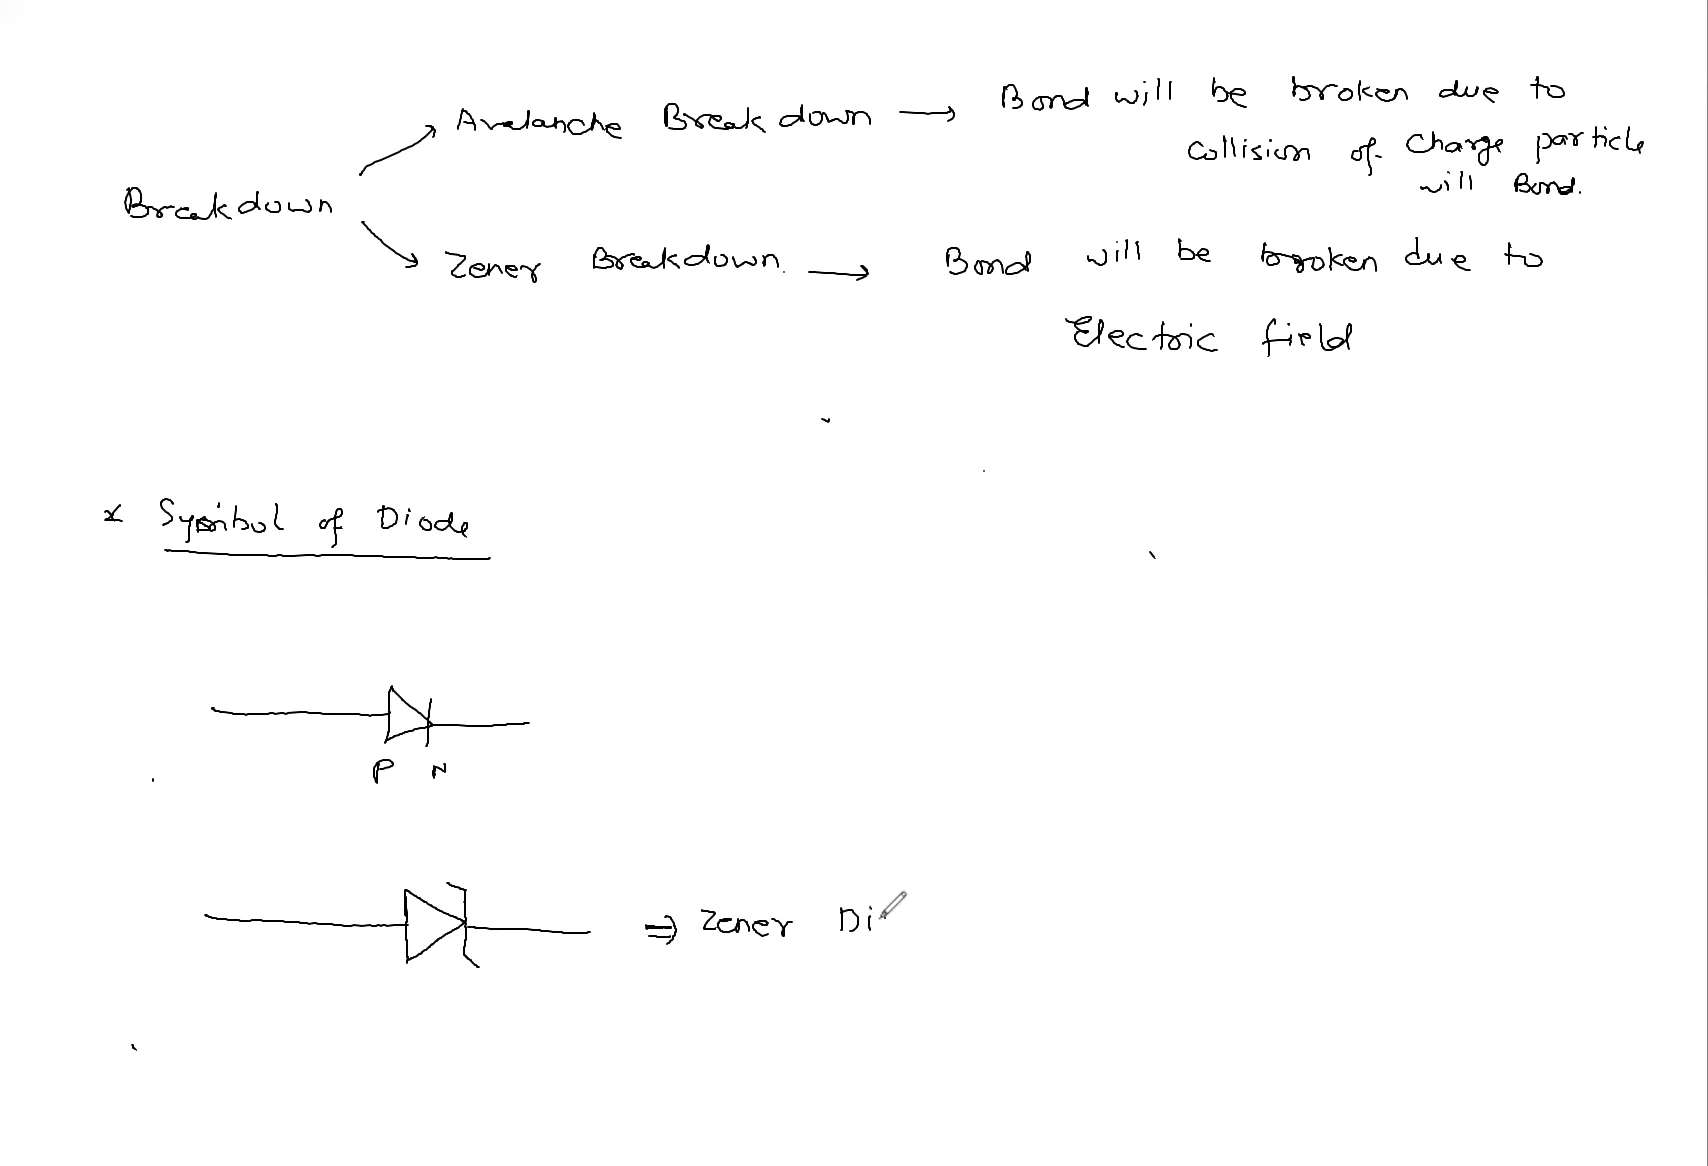 Avalanche Breakdown → Bond will be broken due to
collision of charge particle
will Bond.
Breakdown
Zener Breakdown. → Bond will be broken due to
Electric field
* Symbol of Diode
P N
⇒ Zener Di